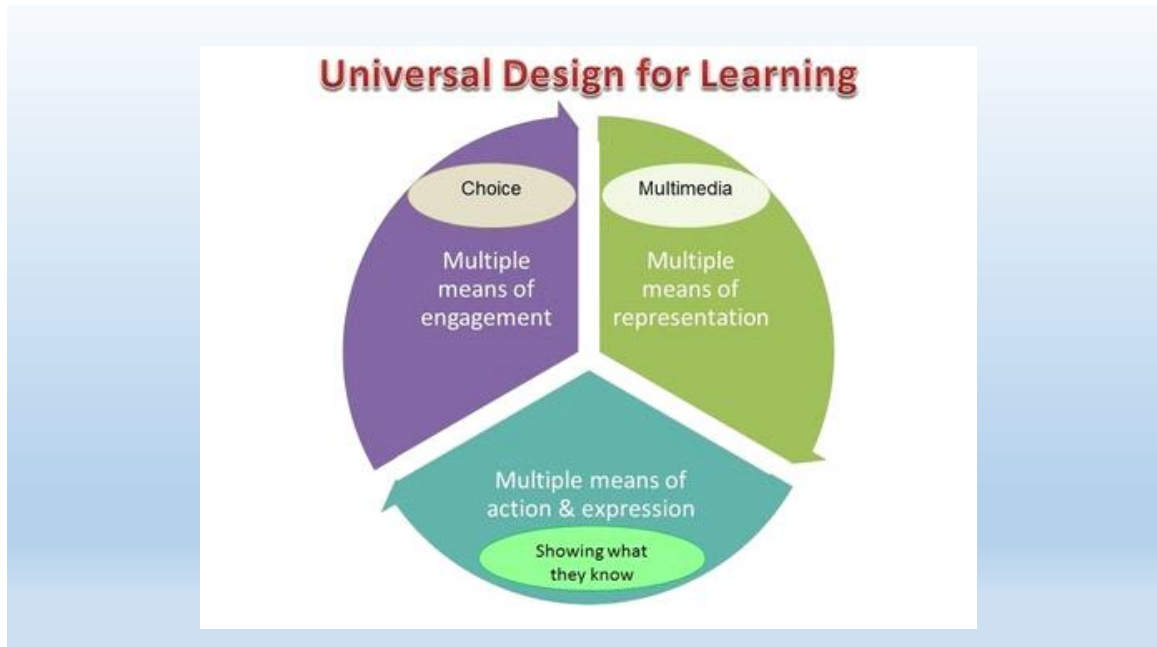 Universal Design for Learning
Choice
Multiple
means of
engagement
Multimedia
Multiple
means of
representation
Multiple means of
action & expression
Showing what
they know